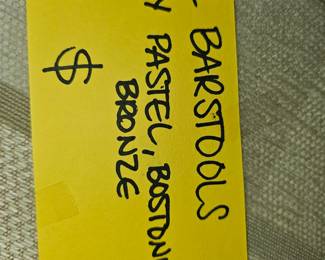 - BARSTOOLS
Y PASTEL, BOSTON
BRONZE
$